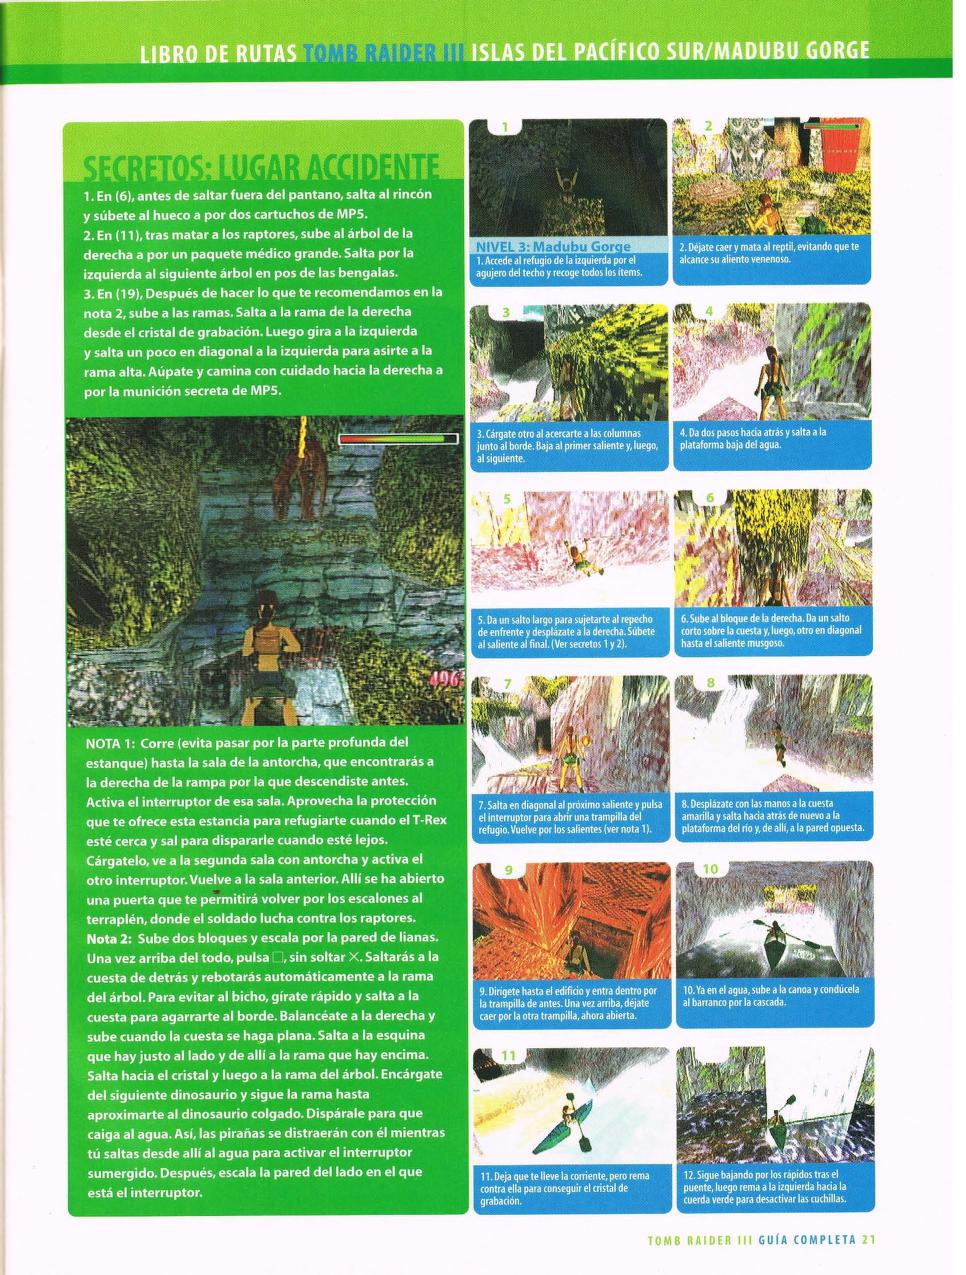 LIBRO DE RUTAS TOMB RAIDER III ISLAS DEL PACÍFICO SUR/MADUBU GORGE
SECRETOS: LUGAR ACCIDENTE
1. En (6), antes de saltar fuera del pantano, salta al rincón
y súbete al hueco a por dos cartuchos de MP5.
2. En (11), tras matar a los raptores, sube al árbol de la
derecha a por un paquete médico grande. Salta por la
izquierda al siguiente árbol en pos de las bengalas.
3. En (19), Después de hacer lo que te recomendamos en la
nota 2, sube a las ramas. Salta a la rama de la derecha
desde el cristal de grabación. Luego gira a la izquierda
y salta un poco en diagonal a la izquierda para asirte a la
rama alta. Aúpate y camina con cuidado hacia la derecha a
por la munición secreta de MP5.
496
NOTA 1: Corre (evita pasar por la parte profunda del
estanque) hasta la sala de la antorcha, que encontrarás a
la derecha de la rampa por la que descendiste antes.
Activa el interruptor de esa sala. Aprovecha la protección
que te ofrece esta estancia para refugiarte cuando el T-Rex
esté cerca y sal para dispararle cuando esté lejos.
Cárgatelo, ve a la segunda sala con antorcha y activa el
otro interruptor. Vuelve a la sala anterior. Allí se ha abierto
una puerta que te permitirá volver por los escalones al
terraplén, donde el soldado lucha contra los raptores.
Nota 2: Sube dos bloques y escala por la pared de lianas.
Una vez arriba del todo, pulsa □, sin soltar ✕. Saltarás a la
cuesta de detrás y rebotarás automáticamente a la rama
del árbol. Para evitar al bicho, gírate rápido y salta a la
cuesta para agarrarte al borde. Balancéate a la derecha y
sube cuando la cuesta se haga plana. Salta a la esquina
que hay justo al lado y de allí a la rama que hay encima.
Salta hacia el cristal y luego a la rama del árbol. Encárgate
del siguiente dinosaurio y sigue la rama hasta
aproximarte al dinosaurio colgado. Dispárale para que
caiga al agua. Así, las pirañas se distraerán con él mientras
tú saltas desde allí al agua para activar el interruptor
sumergido. Después, escala la pared del lado en el que
está el interruptor.
1
NIVEL 3: Madubu Gorge
1. Accede al refugio de la izquierda por el
agujero del techo y recoge todos los ítems.
2
2. Déjate caer y mata al reptil, evitando que te
alcance su aliento venenoso.
3
3. Cárgate otro al acercarte a las columnas
junto al borde. Baja al primer saliente y, luego,
al siguiente.
4
4. Da dos pasos hacia atrás y salta a la
plataforma baja del agua.
5
5. Da un salto largo para sujetarte al repecho
de enfrente y desplázate a la derecha. Súbete
al saliente al final. (Ver secretos 1 y 2).
6
6. Sube al bloque de la derecha. Da un salto
corto sobre la cuesta y, luego, otro en diagonal
hasta el saliente musgoso.
7
7. Salta en diagonal al próximo saliente y pulsa
el interruptor para abrir una trampilla del
refugio. Vuelve por los salientes (ver nota 1).
8
8. Desplázate con las manos a la cuesta
amarilla y salta hacia atrás de nuevo a la
plataforma del río y, de allí, a la pared opuesta.
9
9. Dirígete hasta el edificio y entra dentro por
la trampilla de antes. Una vez arriba, déjate
caer por la otra trampilla, ahora abierta.
10
10. Ya en el agua, sube a la canoa y condúcela
al barranco por la cascada.
11
11. Deja que te lleve la corriente, pero rema
contra ella para conseguir el cristal de
grabación.
12. Sigue bajando por los rápidos tras el
puente, luego rema a la izquierda hacia la
cuerda verde para desactivar las cuchillas.
TOMB RAIDER III GUÍA COMPLETA 21